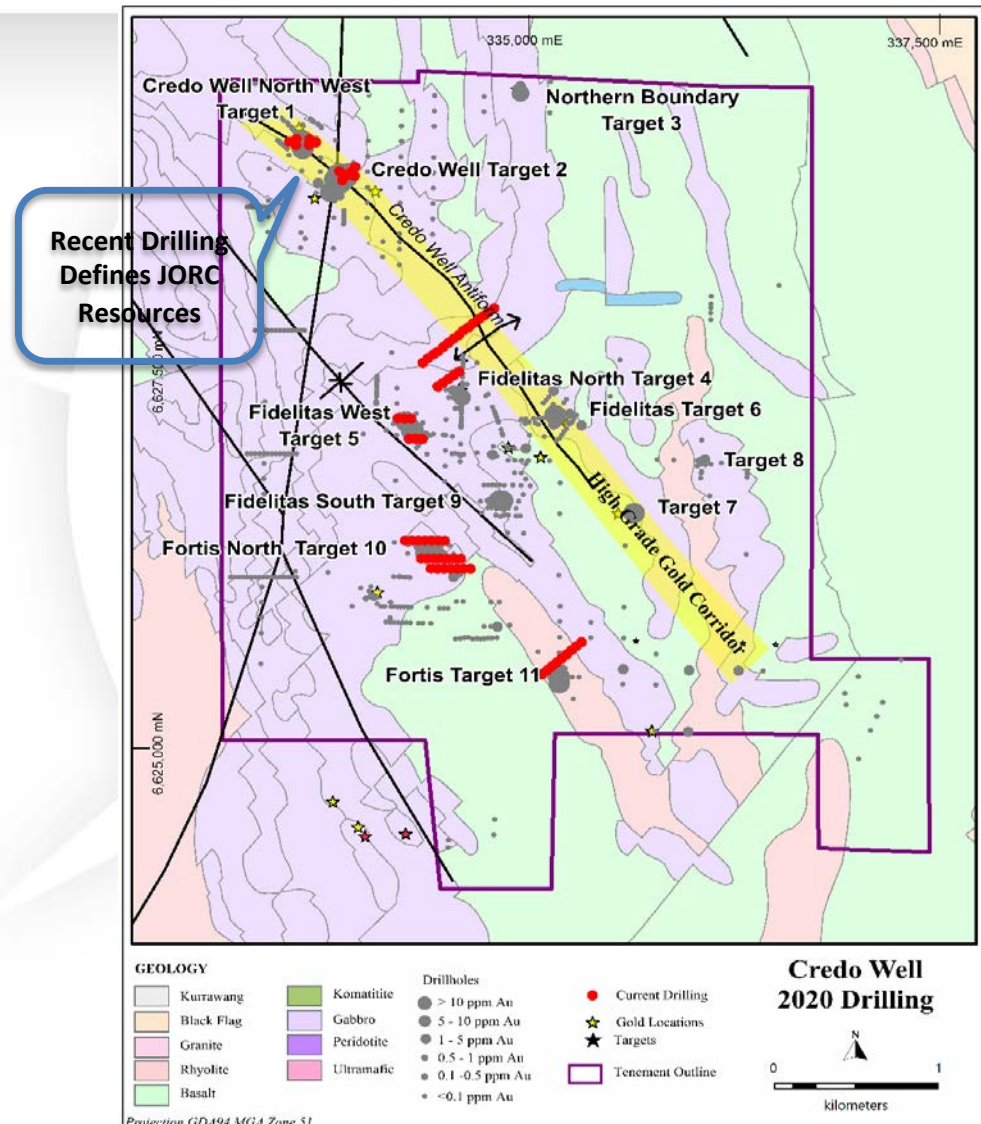 335,000 mE
337,500 mE
Credo Well North West
Target 1
Northern Boundary
Target 3
Credo Well Target 2
Recent Drilling
Defines JORC
Resources
Credo Well Antiform
6,627,500 mN
Fidelitas North Target 4
Fidelitas West
Target 5
Fidelitas Target 6
Target 8
Fidelitas South Target 9
Target 7
High Grade Gold Corridor
Fortis North Target 10
Fortis Target 11
6,625,000 mN
GEOLOGY
Kurrawang
Black Flag
Granite
Rhyolite
Basalt
Komatitite
Gabbro
Peridotite
Ultramafic
Drillholes
> 10 ppm Au
5 - 10 ppm Au
1 - 5 ppm Au
0.5 - 1 ppm Au
0.1 -0.5 ppm Au
<0.1 ppm Au
Current Drilling
Gold Locations
Targets
Tenement Outline
Credo Well
2020 Drilling
N
0 1
kilometers
Projection GDA94 MGA Zone 51